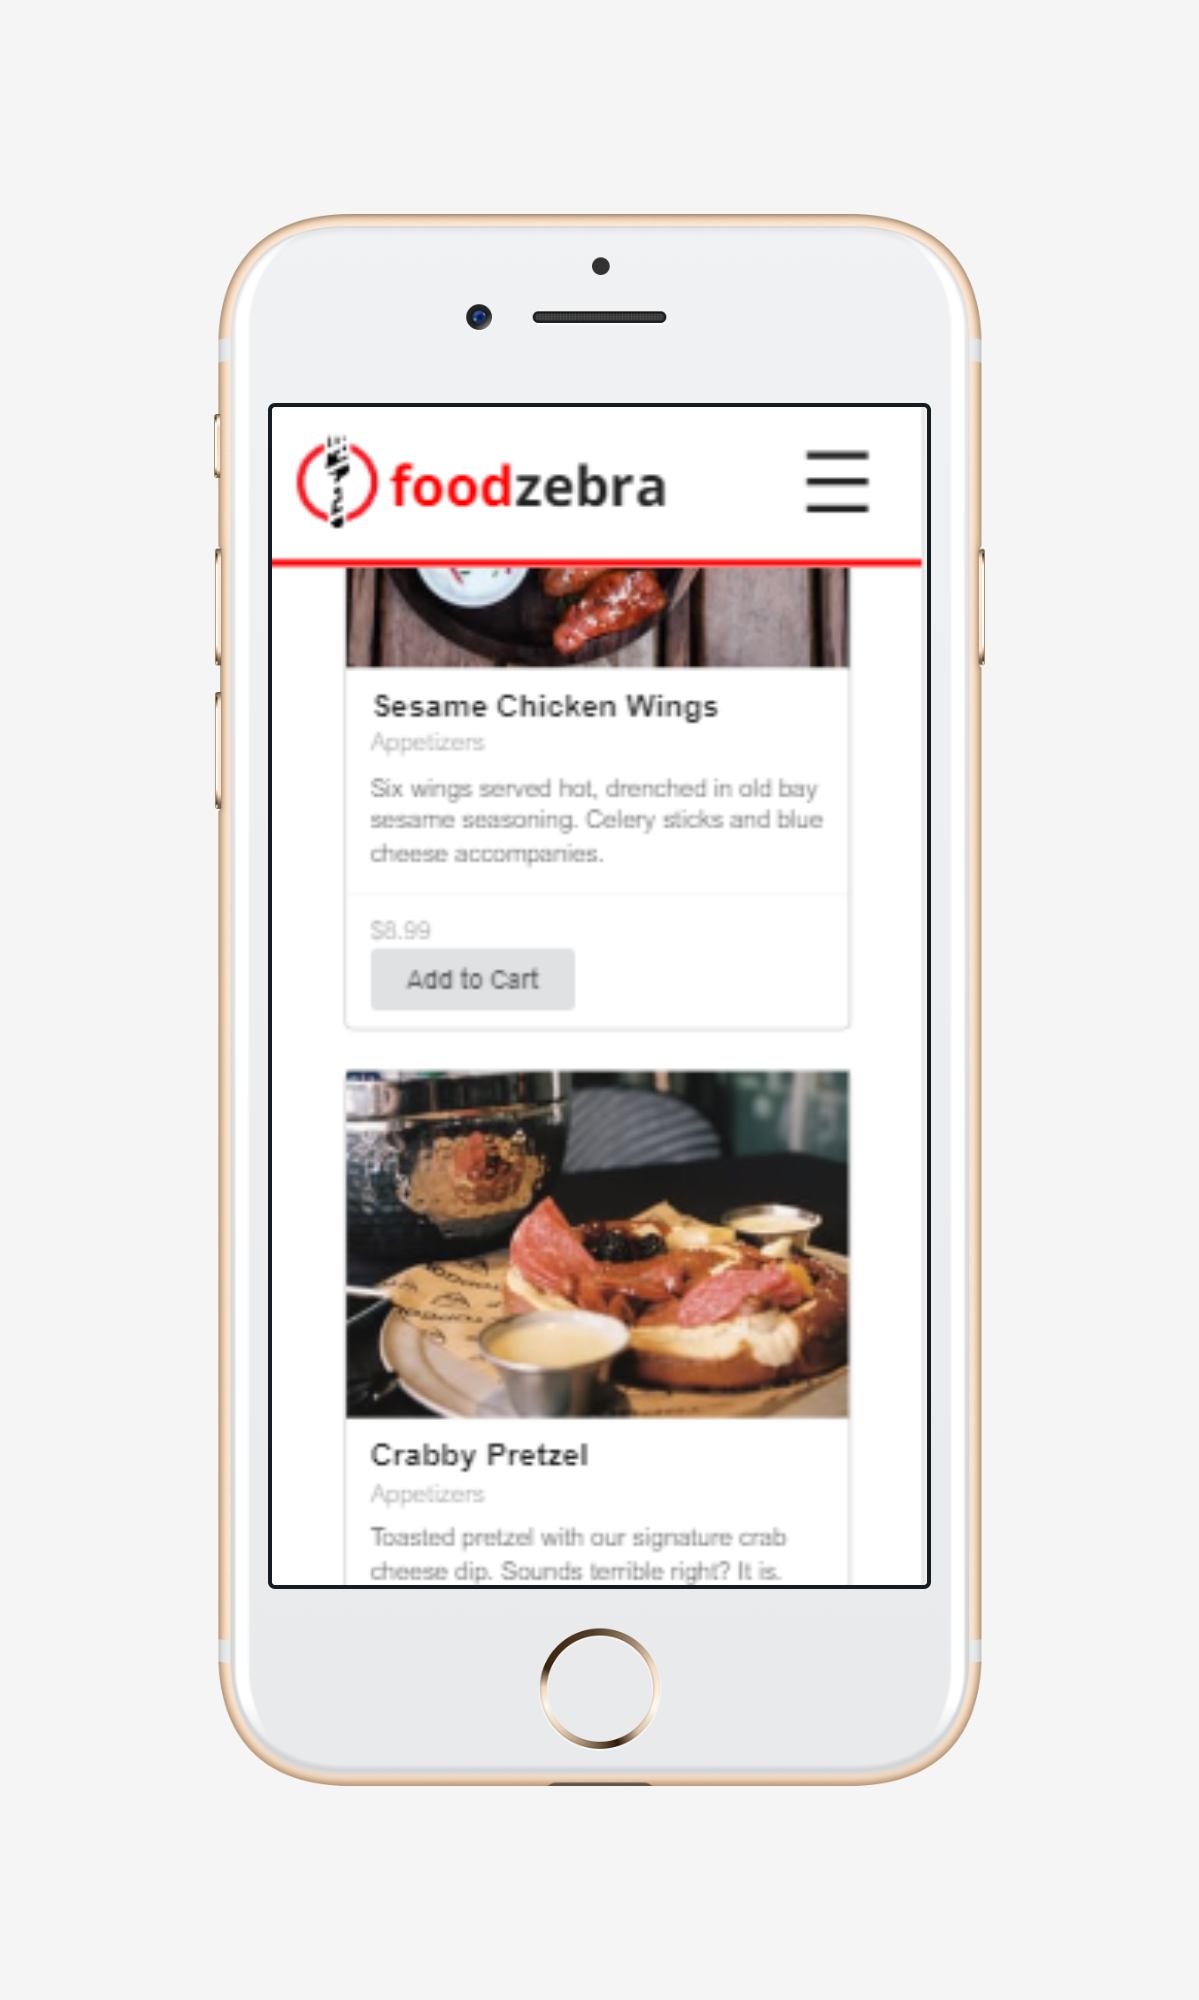 foodzebra
Sesame Chicken Wings
Appetizers
Six wings served hot, drenched in old bay
sesame seasoning. Celery sticks and blue
cheese accompanies.
$8.99
Add to Cart
Crabby Pretzel
Appetizers
Toasted pretzel with our signature crab
cheese dip. Sounds terrible right? It is.